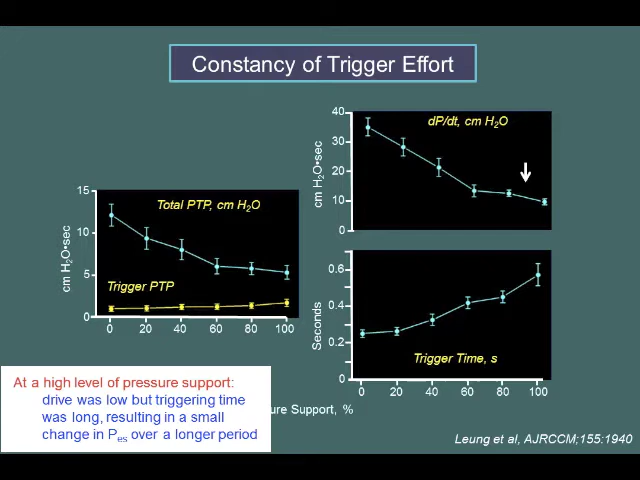 Constancy of Trigger Effort
40
30
20
10
0
cm H₂O•sec
dP/dt, cm H₂O
15
10
5
0
cm H₂O•sec
Total PTP, cm H₂O
Trigger PTP
0 20 40 60 80 100
0.6
0.4
0.2
0
Seconds
Trigger Time, s
0 20 40 60 80 100
ure Support, %
At a high level of pressure support:
drive was low but triggering time
was long, resulting in a small
change in Pes over a longer period
Leung et al, AJRCCM;155:1940